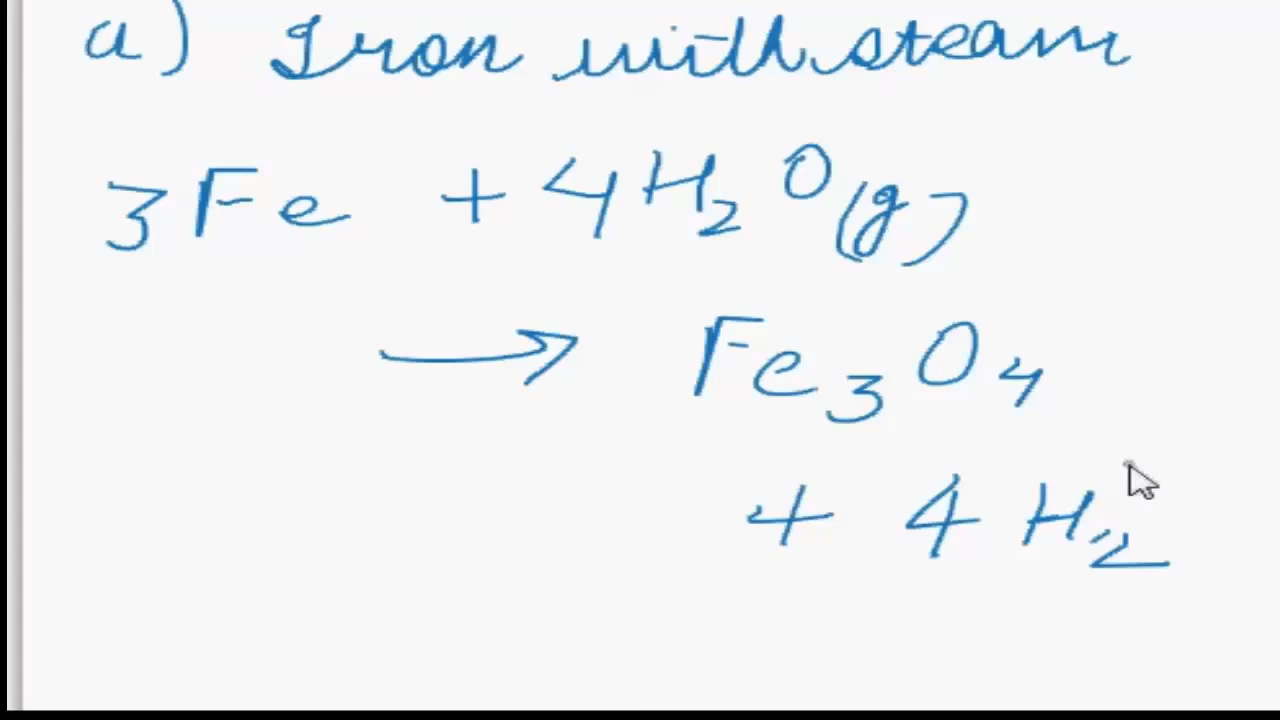 a) Iron with steam
3Fe + 4H₂O(g)
→ Fe₃O₄
+ 4H₂